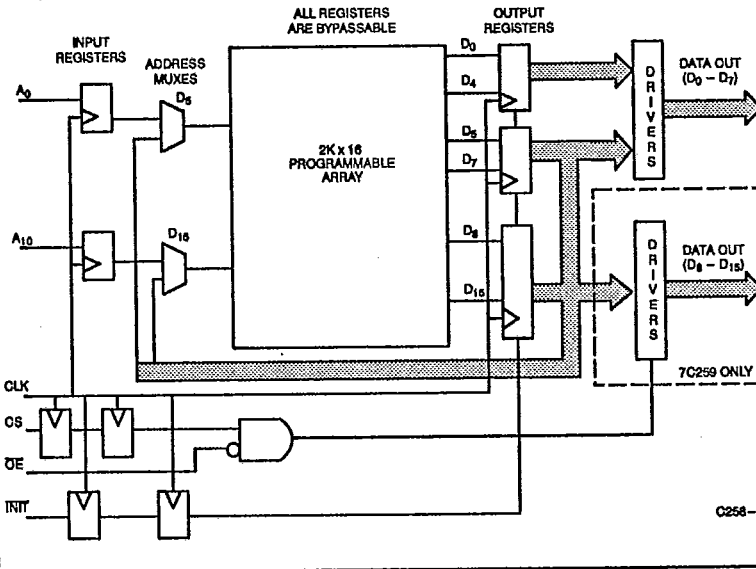 ALL REGISTERS
ARE BYPASSABLE
OUTPUT
REGISTERS
INPUT
REGISTERS
ADDRESS
MUXES
D0
A0
D5
D4
DATA OUT
(D0 – D7)
DRIVERS
D5
2K x 16
PROGRAMMABLE
ARRAY
D7
A10
D15
D8
DATA OUT
(D8 – D15)
DRIVERS
D15
7C259 ONLY
CLK
CS
OE
INIT
C258–